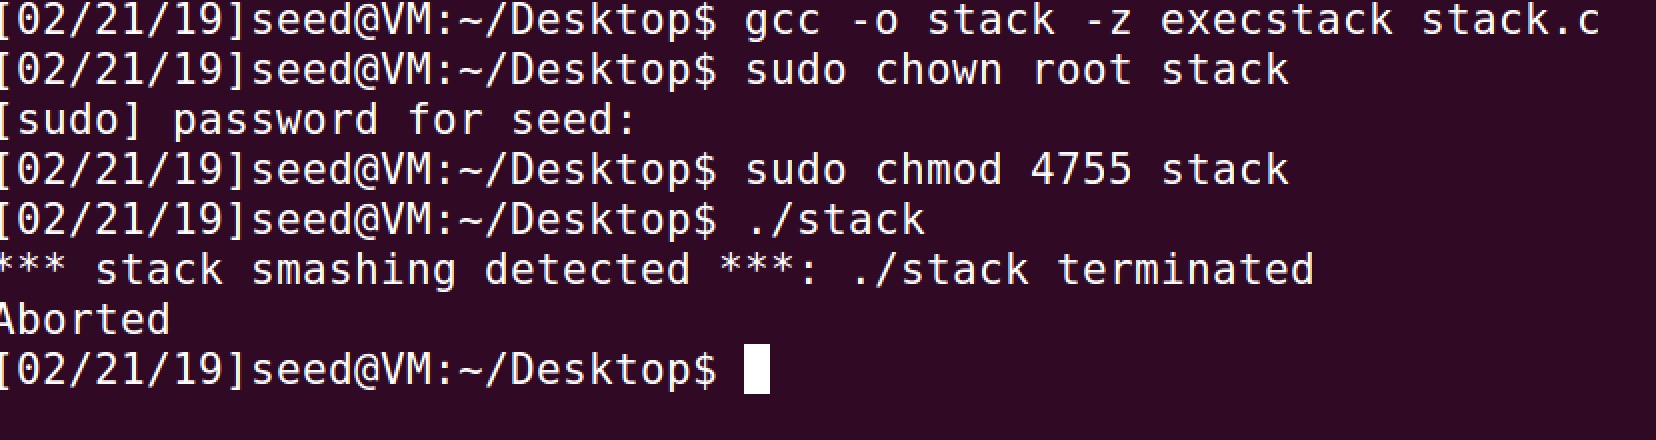 [02/21/19]seed@VM:~/Desktop$ gcc -o stack -z execstack stack.c
[02/21/19]seed@VM:~/Desktop$ sudo chown root stack
[sudo] password for seed:
[02/21/19]seed@VM:~/Desktop$ sudo chmod 4755 stack
[02/21/19]seed@VM:~/Desktop$ ./stack
*** stack smashing detected ***: ./stack terminated
Aborted
[02/21/19]seed@VM:~/Desktop$